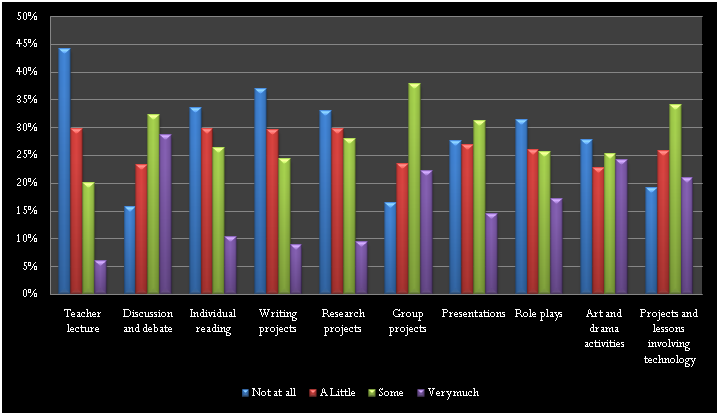 50%
45%
40%
35%
30%
25%
20%
15%
10%
5%
0%
Teacher
lecture
Discussion
and debate
Individual
reading
Writing
projects
Research
projects
Group
projects
Presentations
Role plays
Art and
drama
activities
Projects and
lessons
involving
technology
Not at all
A Little
Some
Verymuch